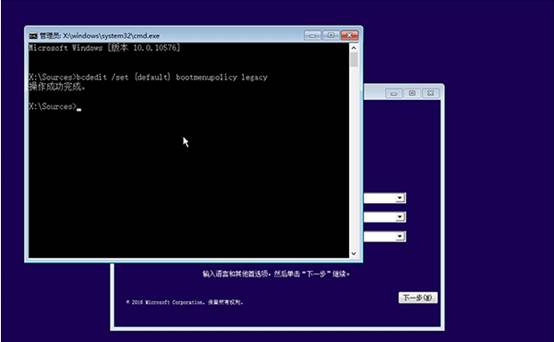 管理员: X:\windows\system32\cmd.exe
Microsoft Windows [版本 10.0.10576]
X:\Sources>bcdedit /set {default} bootmenupolicy legacy
操作成功完成。
X:\Sources>
输入语言和其他首选项，然后单击"下一步"继续。
© 2016 Microsoft Corporation。保留所有权利。
下一步(N)